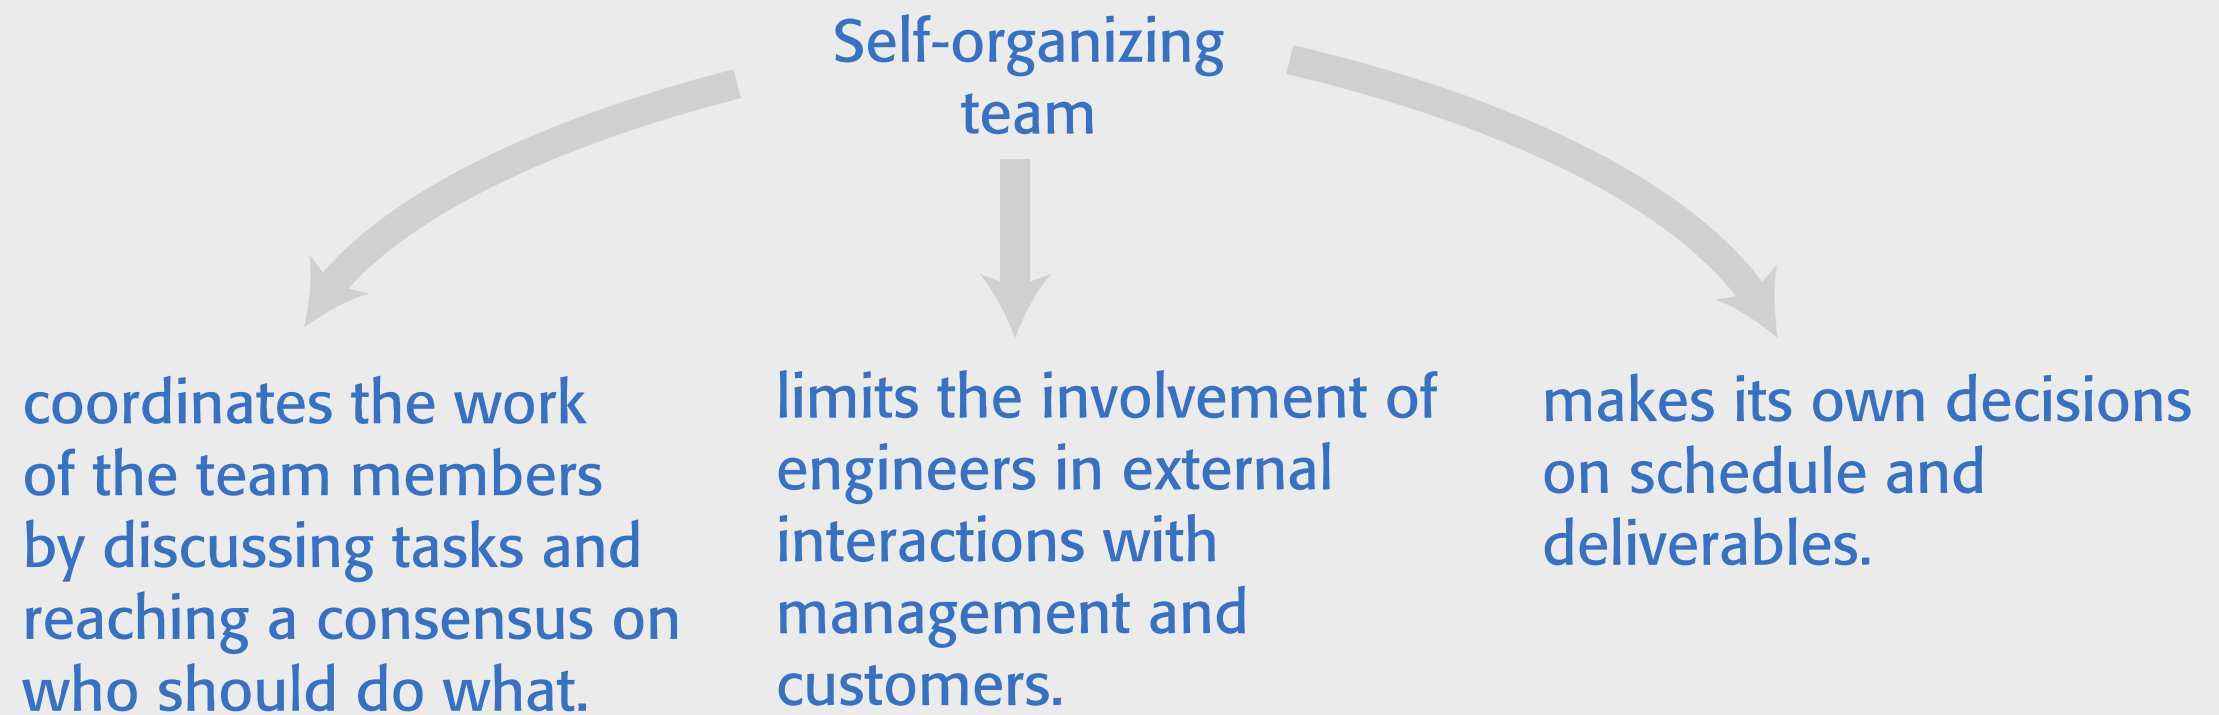 Self-organizing
team
coordinates the work
of the team members
by discussing tasks and
reaching a consensus on
who should do what.
limits the involvement of
engineers in external
interactions with
management and
customers.
makes its own decisions
on schedule and
deliverables.